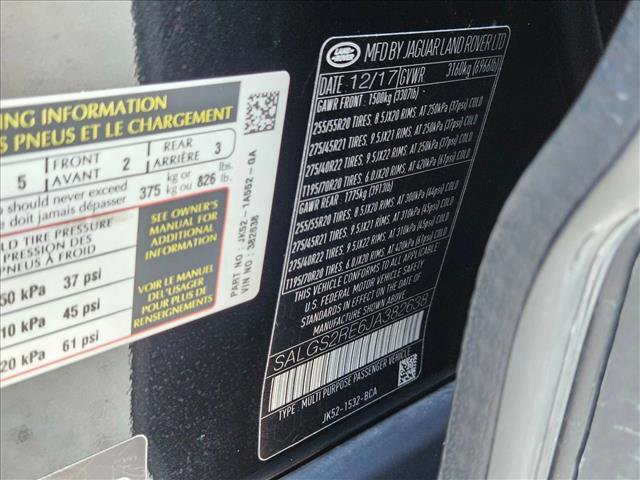 ING INFORMATION
S PNEUS ET LE CHARGEMENT
5 FRONT AVANT 2 REAR ARRIÈRE 3
should never exceed 375 kg or kg ou 826 lbs. lb.
ne doit jamais dépasser
LD TIRE PRESSURE
PRESSION DES
PNEUS À FROID
50 kPa 37 psi
10 kPa 45 psi
20 kPa 61 psi
SEE OWNER'S
MANUAL FOR
ADDITIONAL
INFORMATION
VOIR LE MANUEL
DE L'USAGER
POUR PLUS DE
RENSEIGNEMENTS
PART NO: JK52-1A552-GA
VIN : 382638
LAND ROVER
MFD BY JAGUAR LAND ROVER LTD
DATE 12/17 GVWR 3160kg (6966lb)
GAWR FRONT: 1500kg (3307lb)
255/55R20 TIRES, 8.5JX20 RIMS, AT 250kPa (37psi) COLD
275/45R21 TIRES, 9.5JX21 RIMS, AT 250kPa (37psi) COLD
275/40R22 TIRES, 9.5JX22 RIMS, AT 250kPa (37psi) COLD
T195/70R20 TIRES, 6.0JX20 RIMS, AT 420kPa (61psi) COLD
GAWR REAR: 1775kg (3913lb)
255/55R20 TIRES, 8.5JX20 RIMS, AT 300kPa (44psi) COLD
275/45R21 TIRES, 9.5JX21 RIMS, AT 310kPa (45psi) COLD
275/40R22 TIRES, 9.5JX22 RIMS, AT 310kPa (45psi) COLD
T195/70R20 TIRES, 6.0JX20 RIMS, AT 420kPa (61psi) COLD
THIS VEHICLE CONFORMS TO ALL APPLICABLE
U.S. FEDERAL MOTOR VEHICLE SAFETY
STANDARDS IN EFFECT ON THE DATE OF
MANUFACTURE SHOWN ABOVE.
SALGS2RE6JA382638
TYPE: MULTI PURPOSE PASSENGER VEHICLE
JK52-1532-BCA